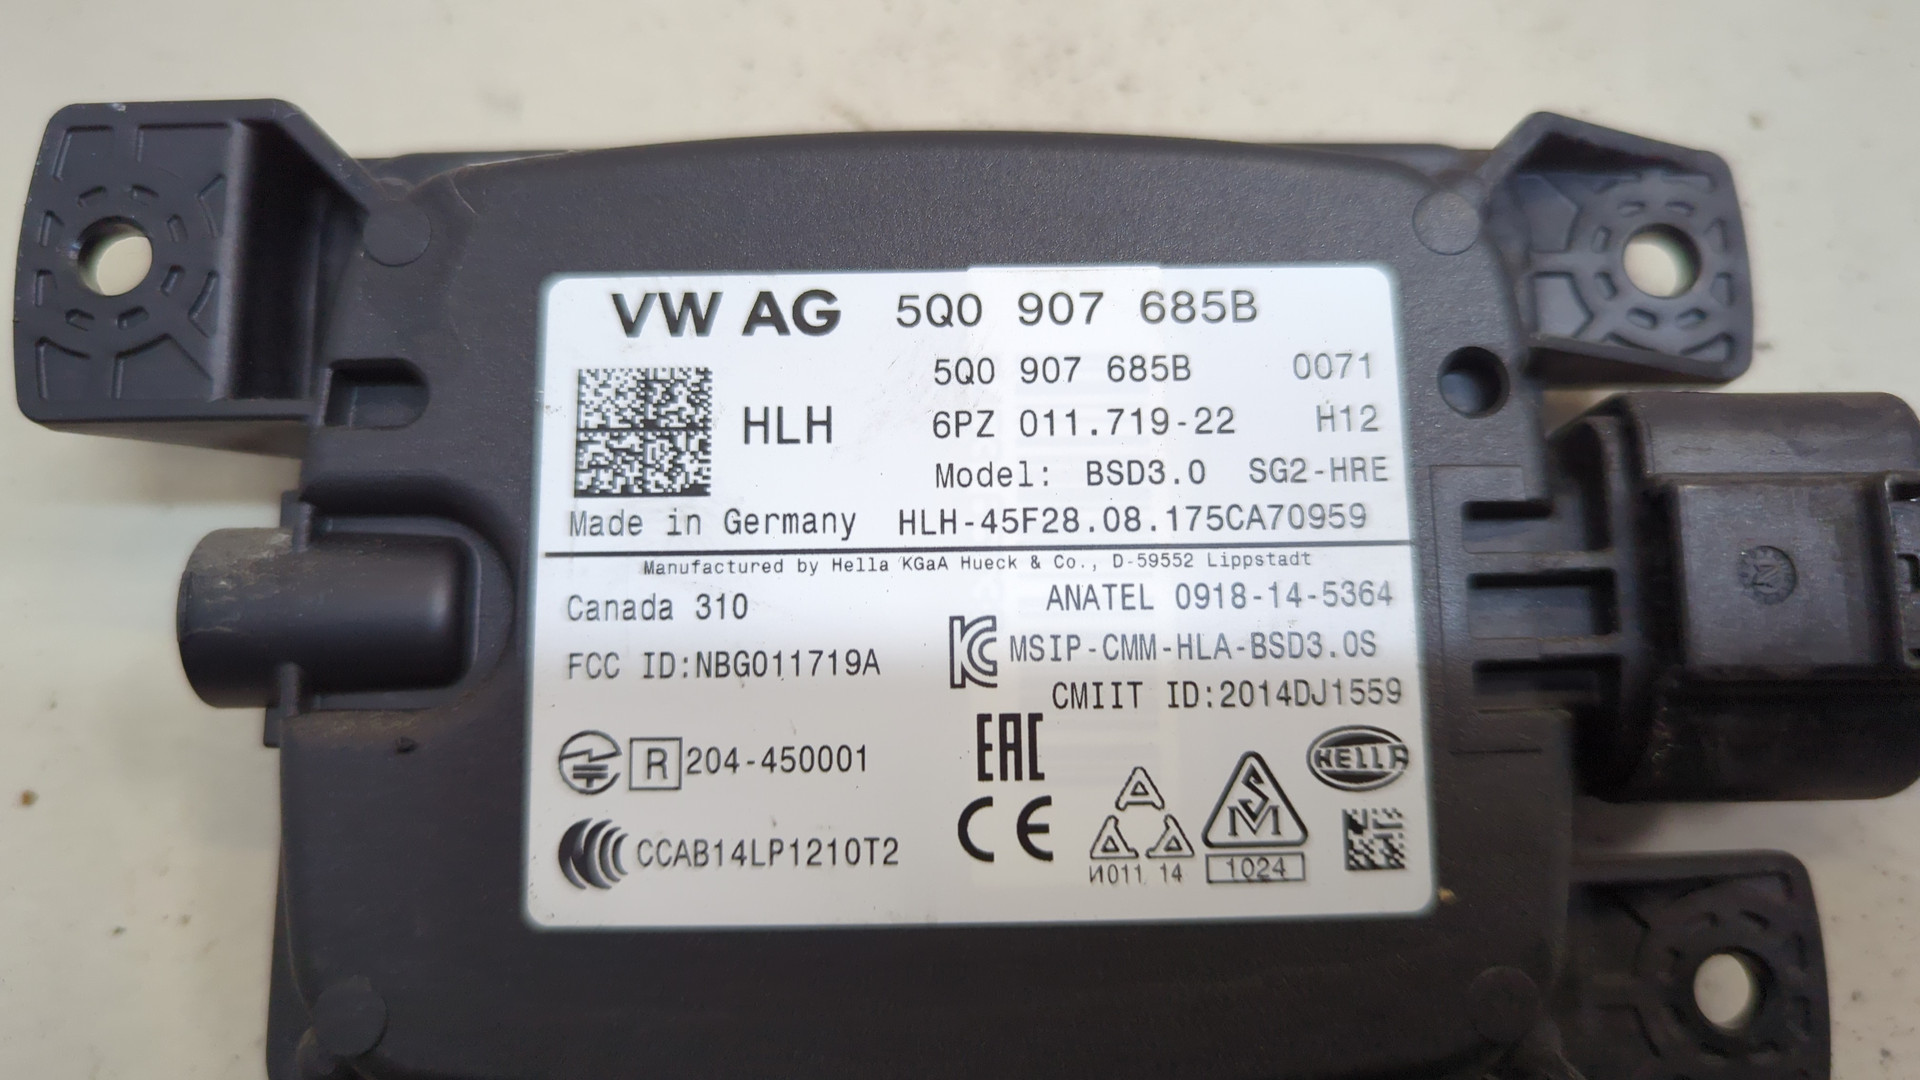 VW AG 5Q0 907 685B
5Q0 907 685B 0071
HLH 6PZ 011.719-22 H12
Model: BSD3.0 SG2-HRE
Made in Germany HLH-45F28.08.175CA70959
Manufactured by Hella KGaA Hueck & Co., D-59552 Lippstadt
Canada 310 ANATEL 0918-14-5364
FCC ID:NBG011719A MSIP-CMM-HLA-BSD3.0S
CMIIT ID:2014DJ1559
R 204-450001 EAC HELLA
CCAB14LP1210T2 CE
И011 14 1024